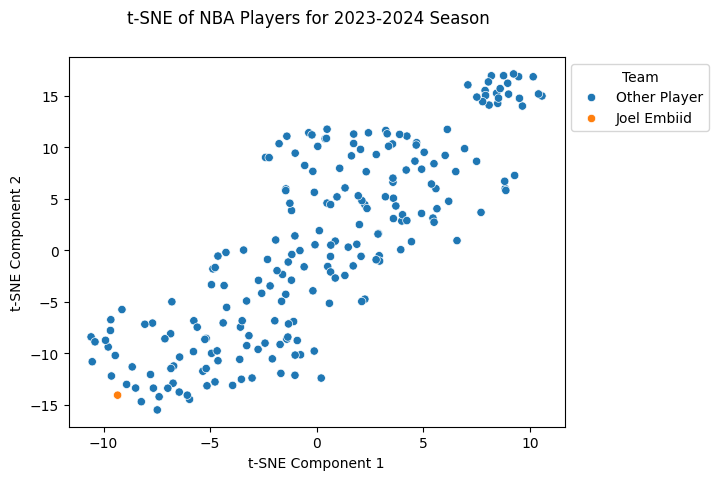 t-SNE of NBA Players for 2023-2024 Season
Team
Other Player
Joel Embiid
15
10
5
0
−5
−10
−15
t-SNE Component 2
−10 −5 0 5 10
t-SNE Component 1